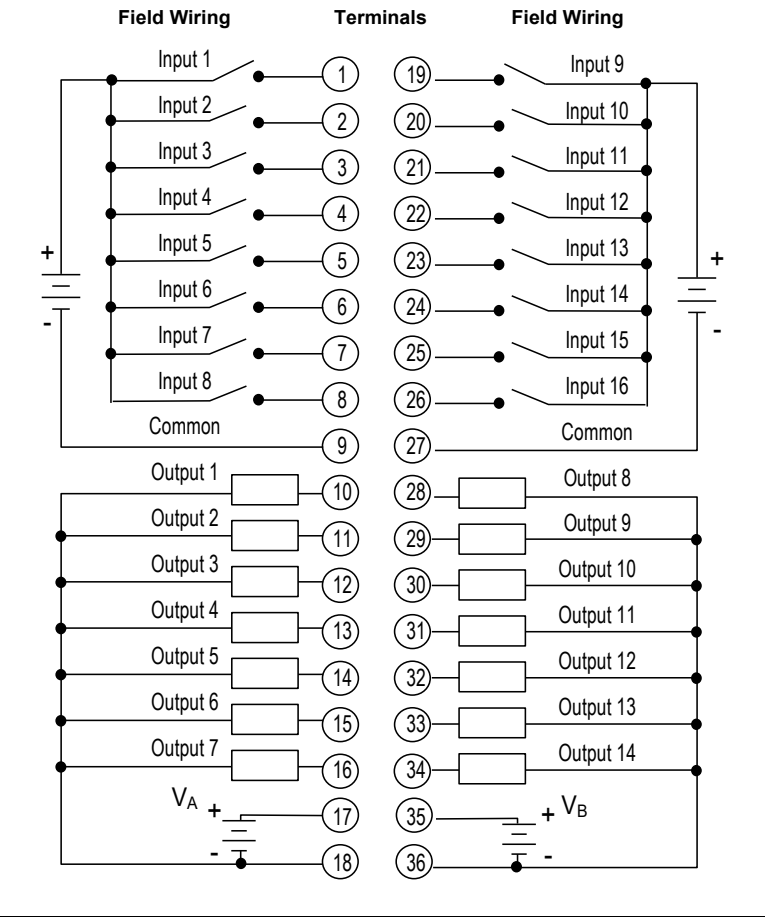 Field Wiring Terminals Field Wiring
Input 1 1 19 Input 9
Input 2 2 20 Input 10
Input 3 3 21 Input 11
Input 4 4 22 Input 12
+ Input 5 5 23 Input 13 +
- Input 6 6 24 Input 14 -
Input 7 7 25 Input 15
Input 8 8 26 Input 16
Common 9 27 Common
Output 1 10 28 Output 8
Output 2 11 29 Output 9
Output 3 12 30 Output 10
Output 4 13 31 Output 11
Output 5 14 32 Output 12
Output 6 15 33 Output 13
Output 7 16 34 Output 14
VA + 17 35 + VB
- 18 36 -